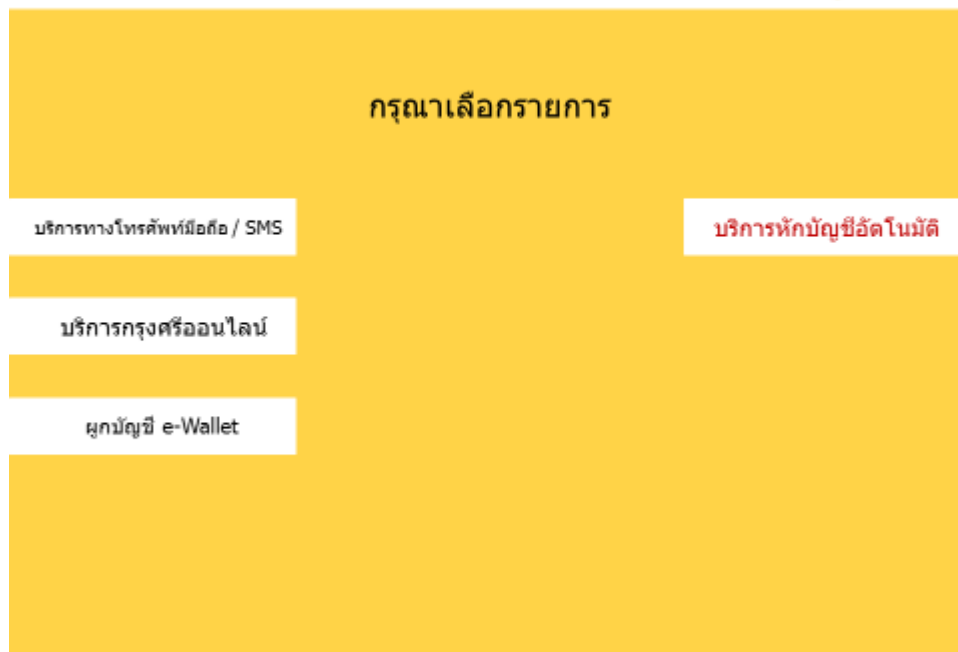 กรุณาเลือกรายการ
บริการทางโทรศัพท์มือถือ / SMS
บริการหักบัญชีอัตโนมัติ
บริการกรุงศรีออนไลน์
ผูกบัญชี e-Wallet